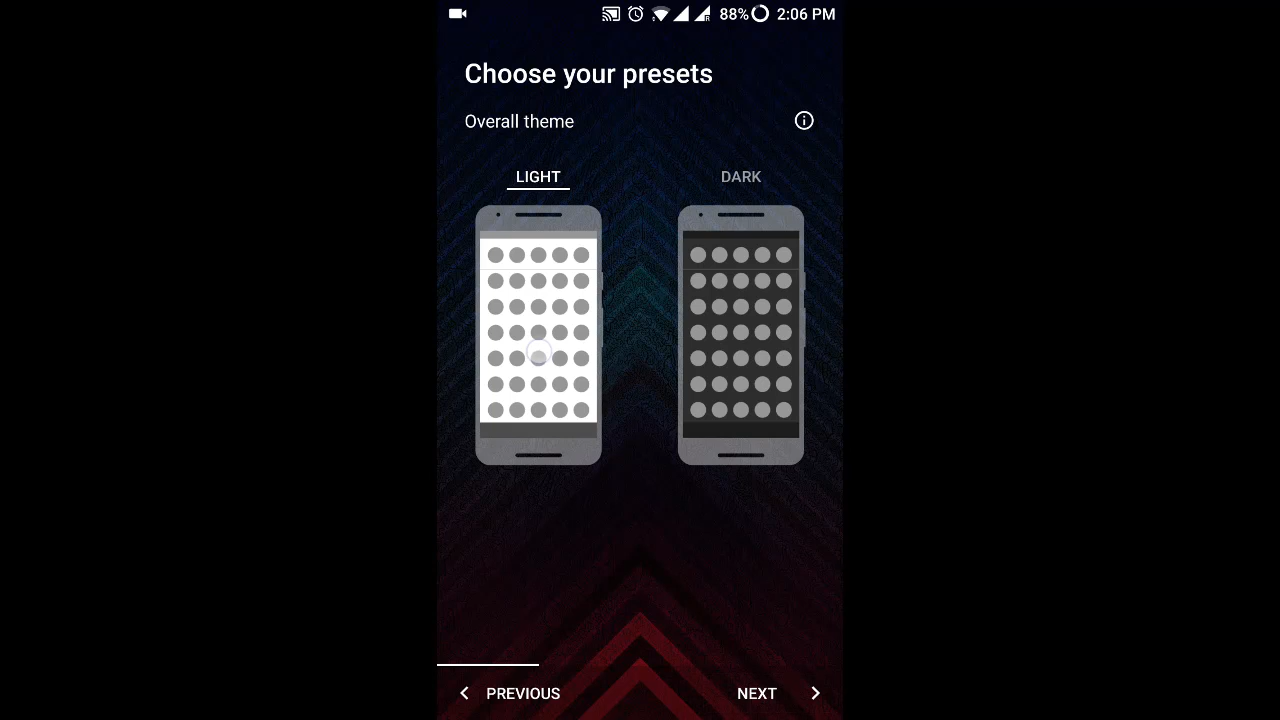 88% 2:06 PM
Choose your presets
Overall theme
LIGHT DARK
PREVIOUS NEXT